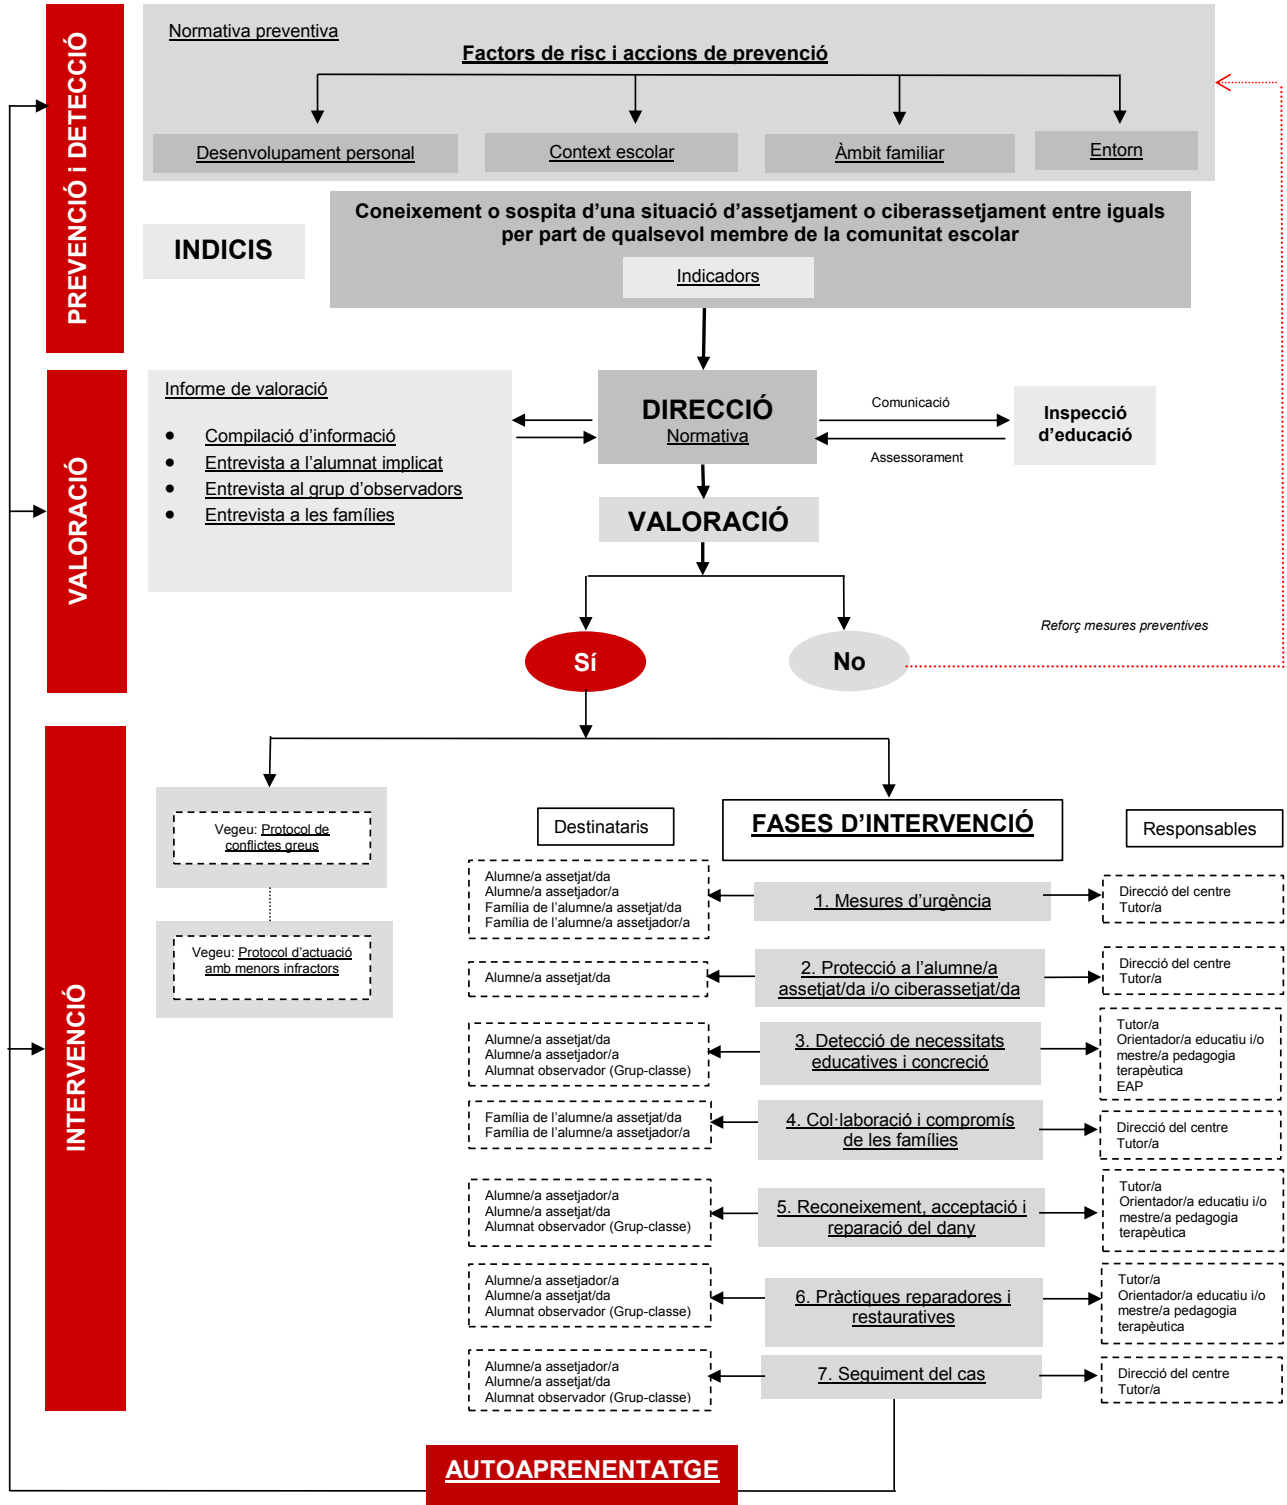 PREVENCIÓ i DETECCIÓ
Normativa preventiva
Factors de risc i accions de prevenció
Desenvolupament personal
Context escolar
Àmbit familiar
Entorn
INDICIS
Coneixement o sospita d’una situació d’assetjament o ciberassetjament entre iguals
per part de qualsevol membre de la comunitat escolar
Indicadors
VALORACIÓ
Informe de valoració
• Compilació d’informació
• Entrevista a l’alumnat implicat
• Entrevista al grup d’observadors
• Entrevista a les famílies
DIRECCIÓ
Normativa
Comunicació
Assessorament
Inspecció
d’educació
VALORACIÓ
Sí
No
Reforç mesures preventives
INTERVENCIÓ
Vegeu: Protocol de
conflictes greus
Vegeu: Protocol d’actuació
amb menors infractors
Destinataris
FASES D’INTERVENCIÓ
Responsables
Alumne/a assetjat/da
Alumne/a assetjador/a
Família de l’alumne/a assetjat/da
Família de l’alumne/a assetjador/a
1. Mesures d’urgència
Direcció del centre
Tutor/a
Alumne/a assetjat/da
2. Protecció a l’alumne/a
assetjat/da i/o ciberassetjat/da
Direcció del centre
Tutor/a
Alumne/a assetjat/da
Alumne/a assetjador/a
Alumnat observador (Grup-classe)
3. Detecció de necessitats
educatives i concreció
Tutor/a
Orientador/a educatiu i/o
mestre/a pedagogia
terapèutica
EAP
Família de l’alumne/a assetjat/da
Família de l’alumne/a assetjador/a
4. Col·laboració i compromís
de les famílies
Direcció del centre
Tutor/a
Alumne/a assetjador/a
Alumne/a assetjat/da
Alumnat observador (Grup-classe)
5. Reconeixement, acceptació i
reparació del dany
Tutor/a
Orientador/a educatiu i/o
mestre/a pedagogia
terapèutica
Alumne/a assetjador/a
Alumne/a assetjat/da
Alumnat observador (Grup-classe)
6. Pràctiques reparadores i
restauratives
Tutor/a
Orientador/a educatiu i/o
mestre/a pedagogia
terapèutica
Alumne/a assetjador/a
Alumne/a assetjat/da
Alumnat observador (Grup-classe)
7. Seguiment del cas
Direcció del centre
Tutor/a
AUTOAPRENENTATGE